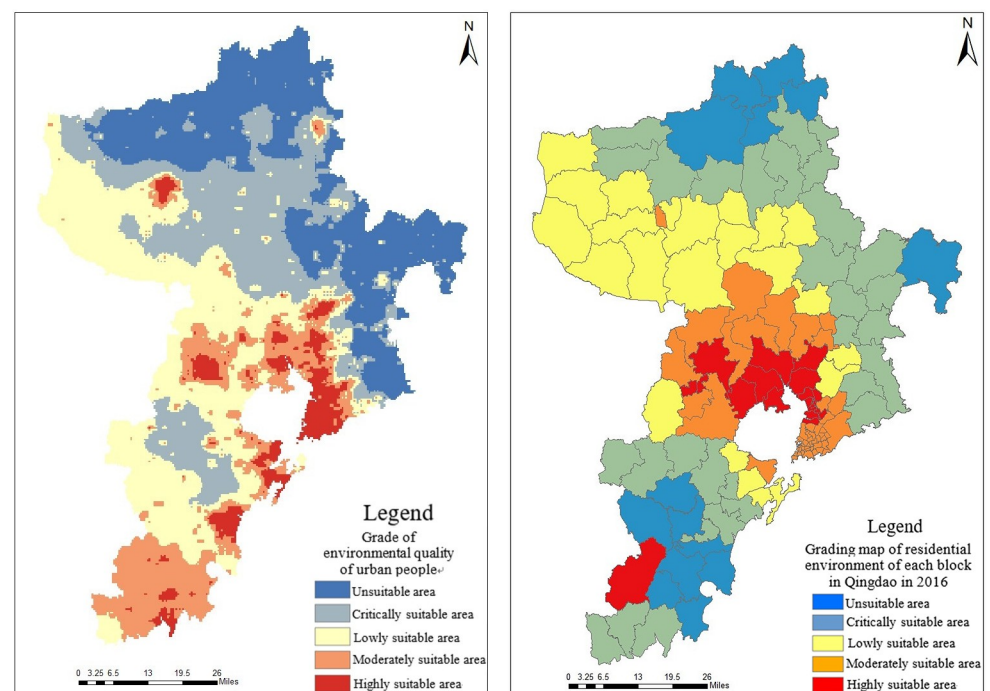 N
Legend
Grade of
environmental quality
of urban people↵
Unsuitable area
Critically suitable area
Lowly suitable area
Moderately suitable area
Highly suitable area
0 3.25 6.5 13 19.5 26
Miles
N
Legend
Grading map of residential
environment of each block
in Qingdao in 2016
Unsuitable area
Critically suitable area
Lowly suitable area
Moderately suitable area
Highly suitable area
0 3.25 6.5 13 19.5 26
Miles